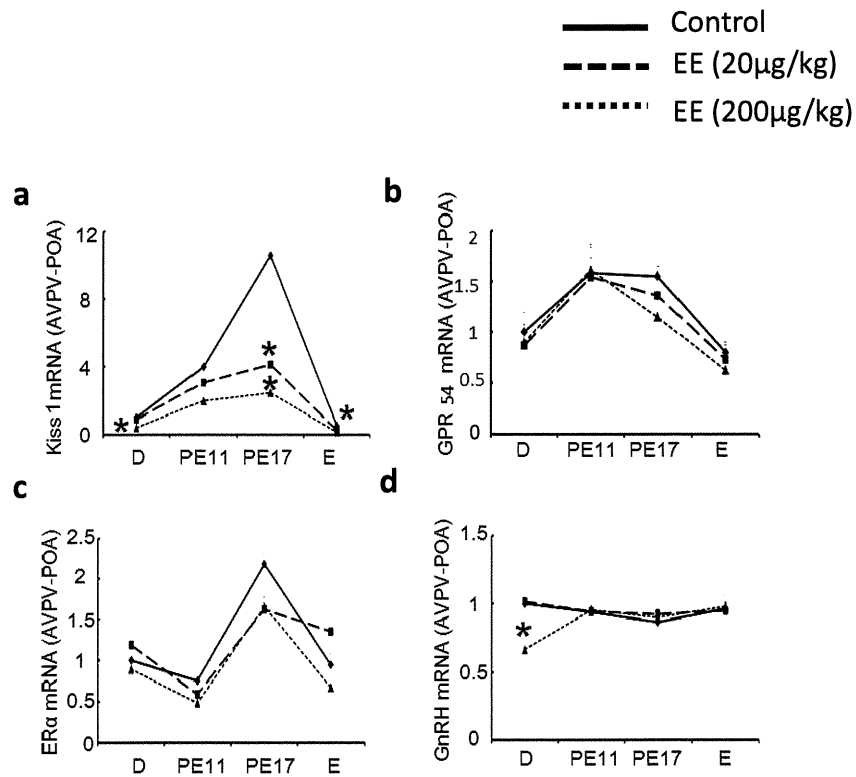 Control
EE (20µg/kg)
EE (200µg/kg)
a
Kiss 1 mRNA (AVPV-POA)
12
8
4
0
*
*
*
*
D PE11 PE17 E
b
GPR 54 mRNA (AVPV-POA)
2
1.5
1
0.5
0
D PE11 PE17 E
c
ERα mRNA (AVPV-POA)
2.5
2
1.5
1
0.5
0
D PE11 PE17 E
d
GnRH mRNA (AVPV-POA)
1.5
1
0.5
0
*
D PE11 PE17 E